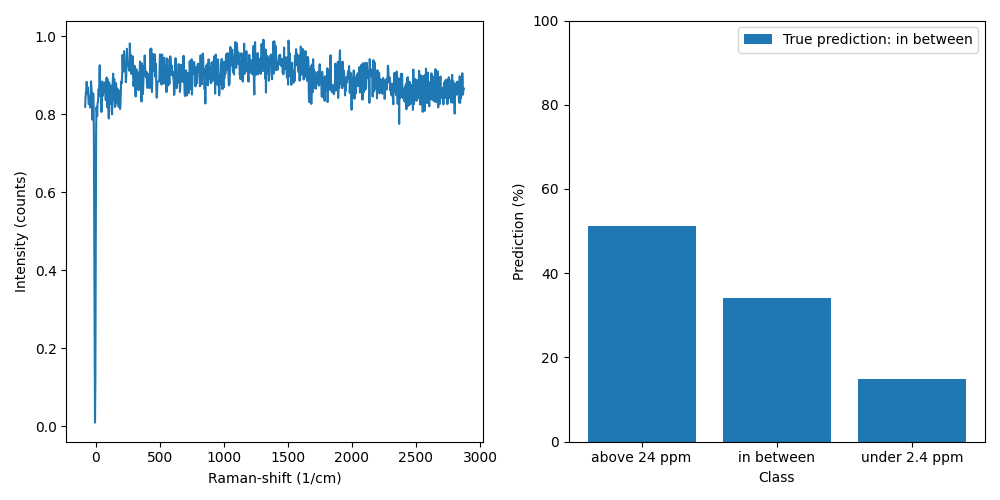 1.0
0.8
0.6
0.4
0.2
0.0
Intensity (counts)
0
500
1000
1500
2000
2500
3000
Raman-shift (1/cm)
100
80
60
40
20
0
Prediction (%)
True prediction: in between
above 24 ppm
in between
under 2.4 ppm
Class